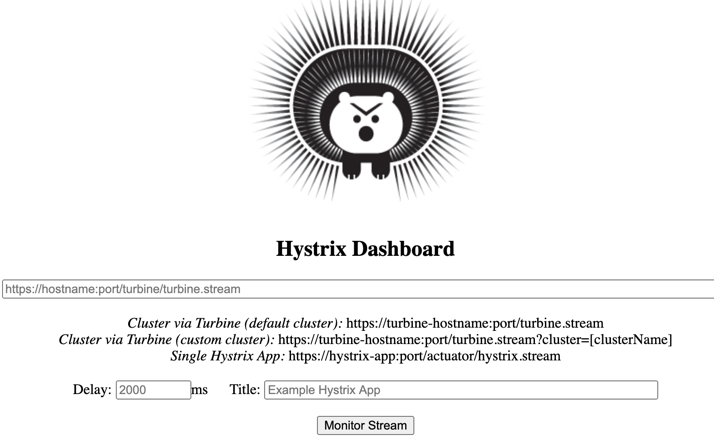 Hystrix Dashboard
https://hostname:port/turbine/turbine.stream
Cluster via Turbine (default cluster): https://turbine-hostname:port/turbine.stream
Cluster via Turbine (custom cluster): https://turbine-hostname:port/turbine.stream?cluster=[clusterName]
Single Hystrix App: https://hystrix-app:port/actuator/hystrix.stream
Delay: 2000 ms Title: Example Hystrix App
Monitor Stream